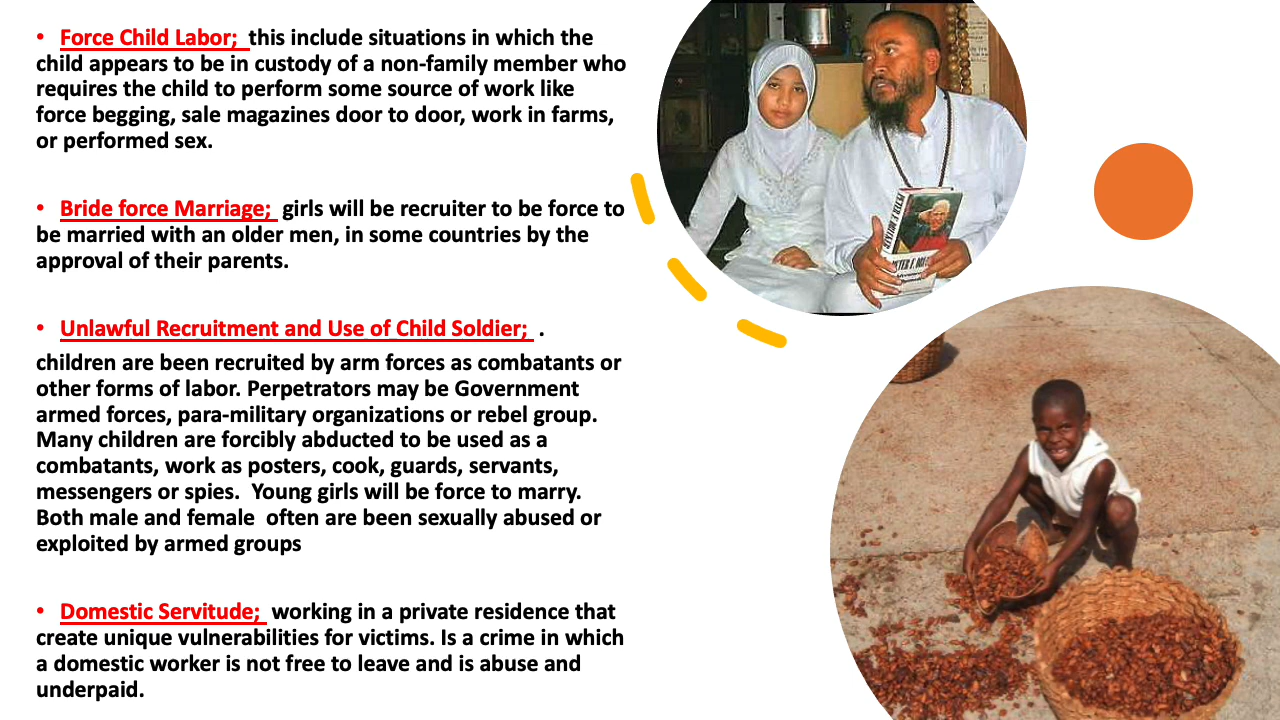 • Force Child Labor; this include situations in which the
child appears to be in custody of a non-family member who
requires the child to perform some source of work like
force begging, sale magazines door to door, work in farms,
or performed sex.
• Bride force Marriage; girls will be recruiter to be force to
be married with an older men, in some countries by the
approval of their parents.
• Unlawful Recruitment and Use of Child Soldier; .
children are been recruited by arm forces as combatants or
other forms of labor. Perpetrators may be Government
armed forces, para-military organizations or rebel group.
Many children are forcibly abducted to be used as a
combatants, work as posters, cook, guards, servants,
messengers or spies. Young girls will be force to marry.
Both male and female often are been sexually abused or
exploited by armed groups
• Domestic Servitude; working in a private residence that
create unique vulnerabilities for victims. Is a crime in which
a domestic worker is not free to leave and is abuse and
underpaid.